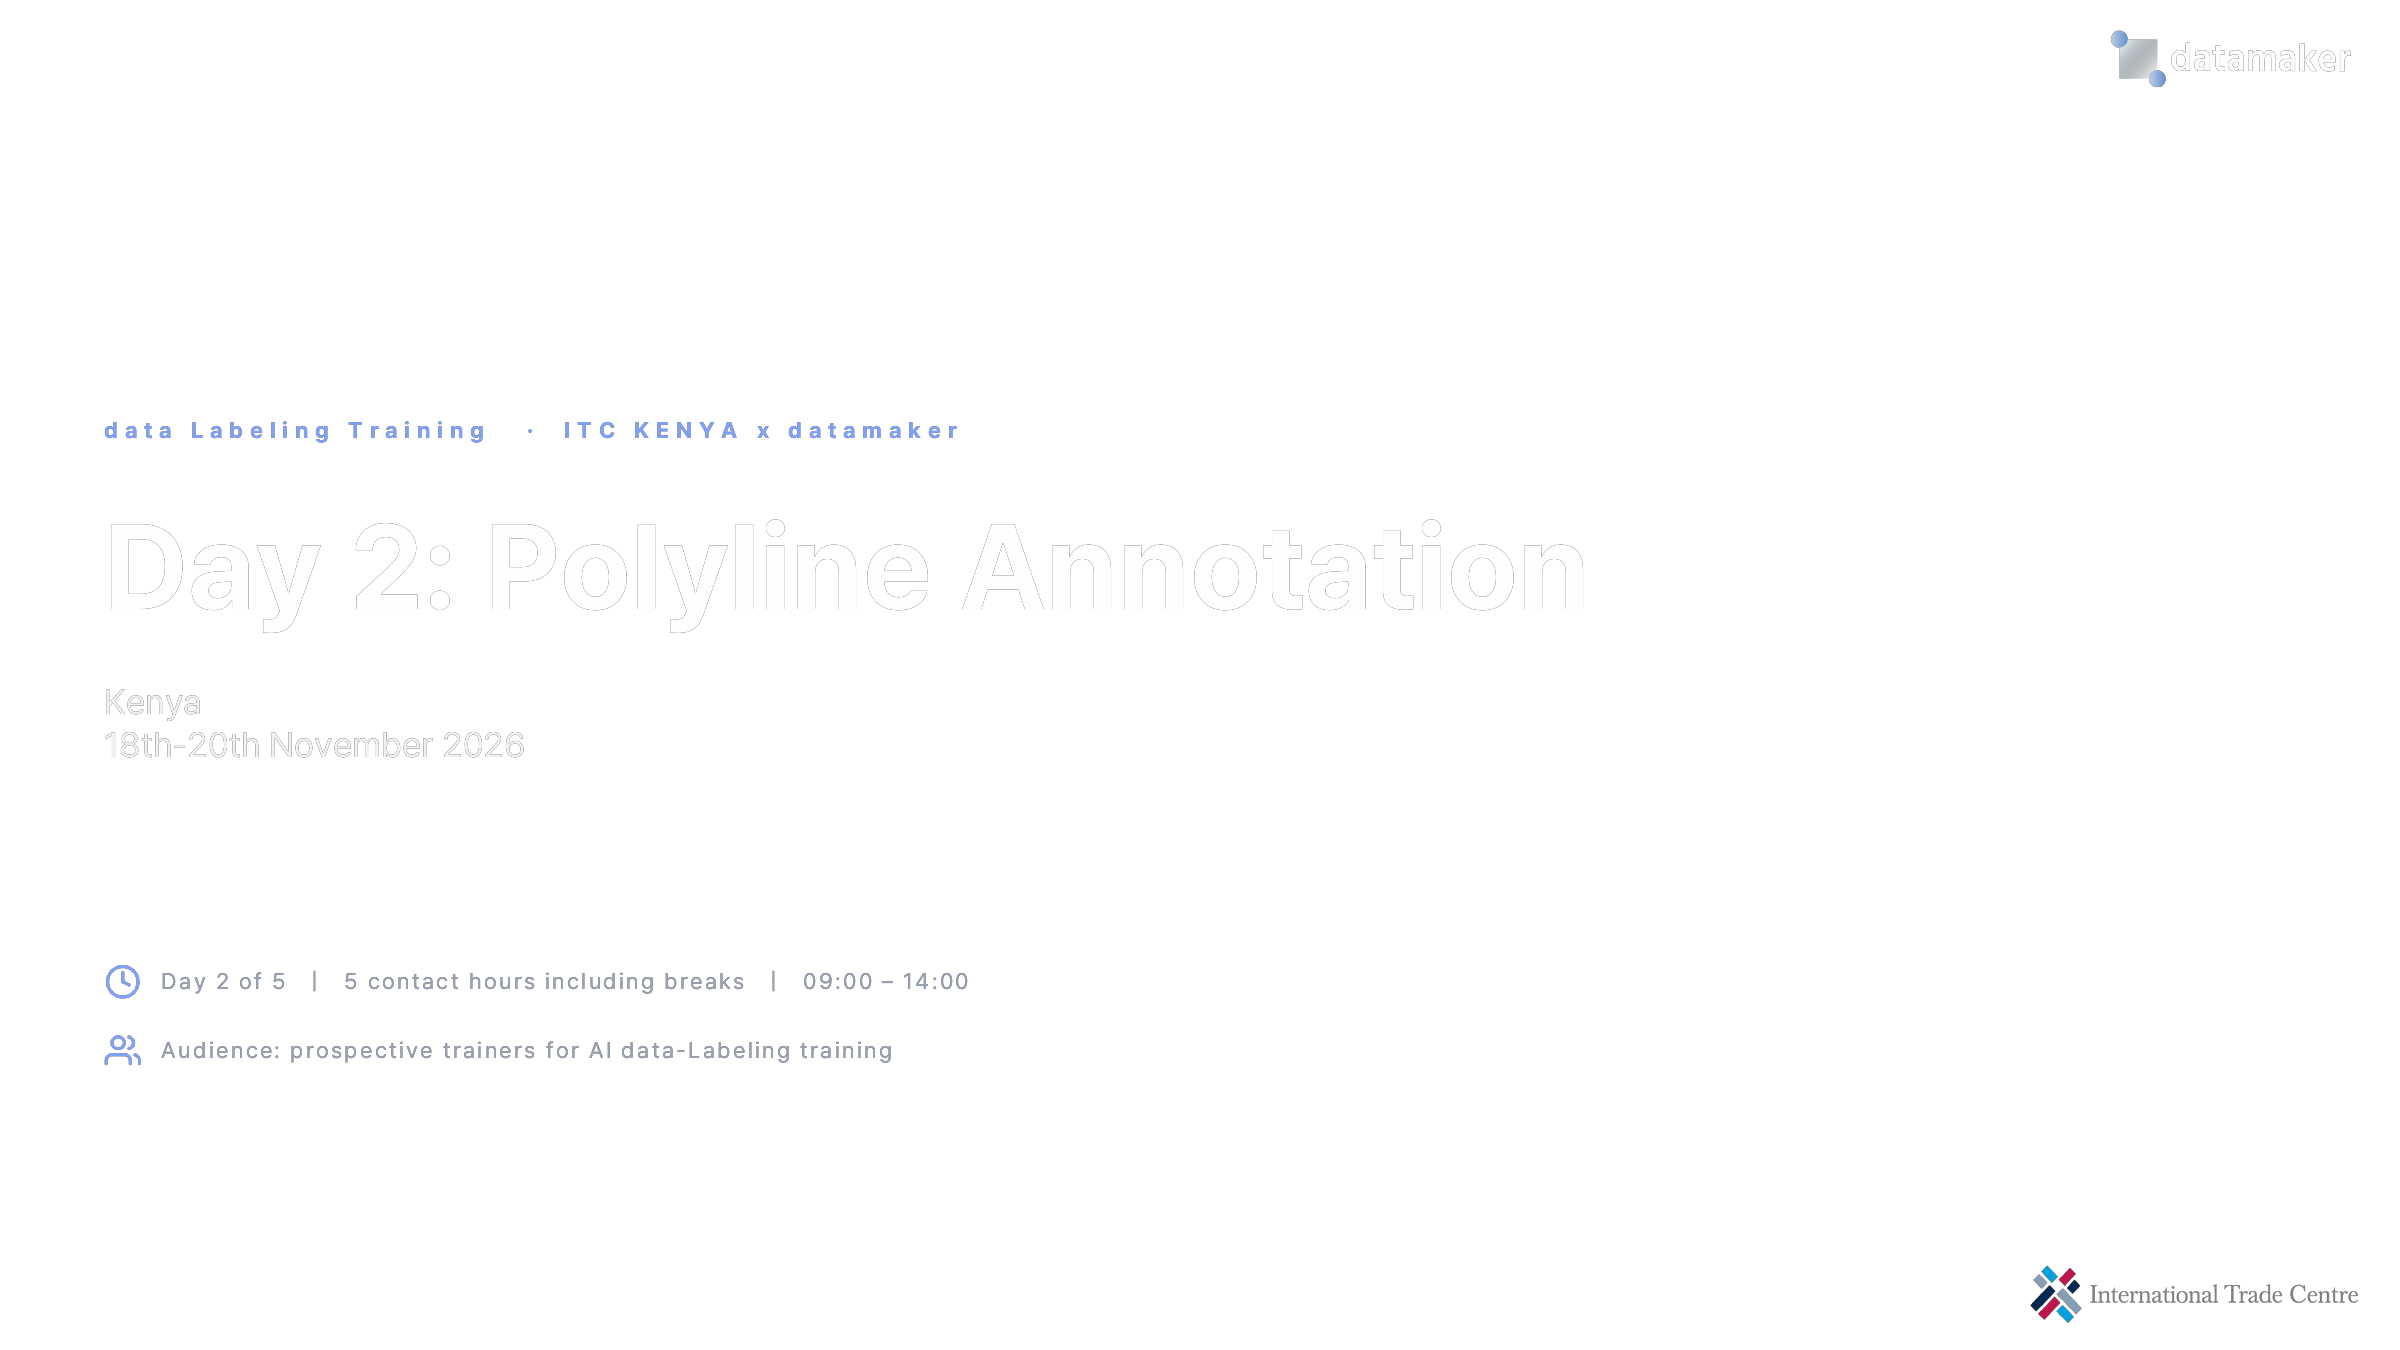 datamaker
data Labeling Training · ITC KENYA x datamaker
Day 2: Polyline Annotation
Kenya
18th-20th November 2026
Day 2 of 5 | 5 contact hours including breaks | 09:00 – 14:00
Audience: prospective trainers for AI data-Labeling training
International Trade Centre